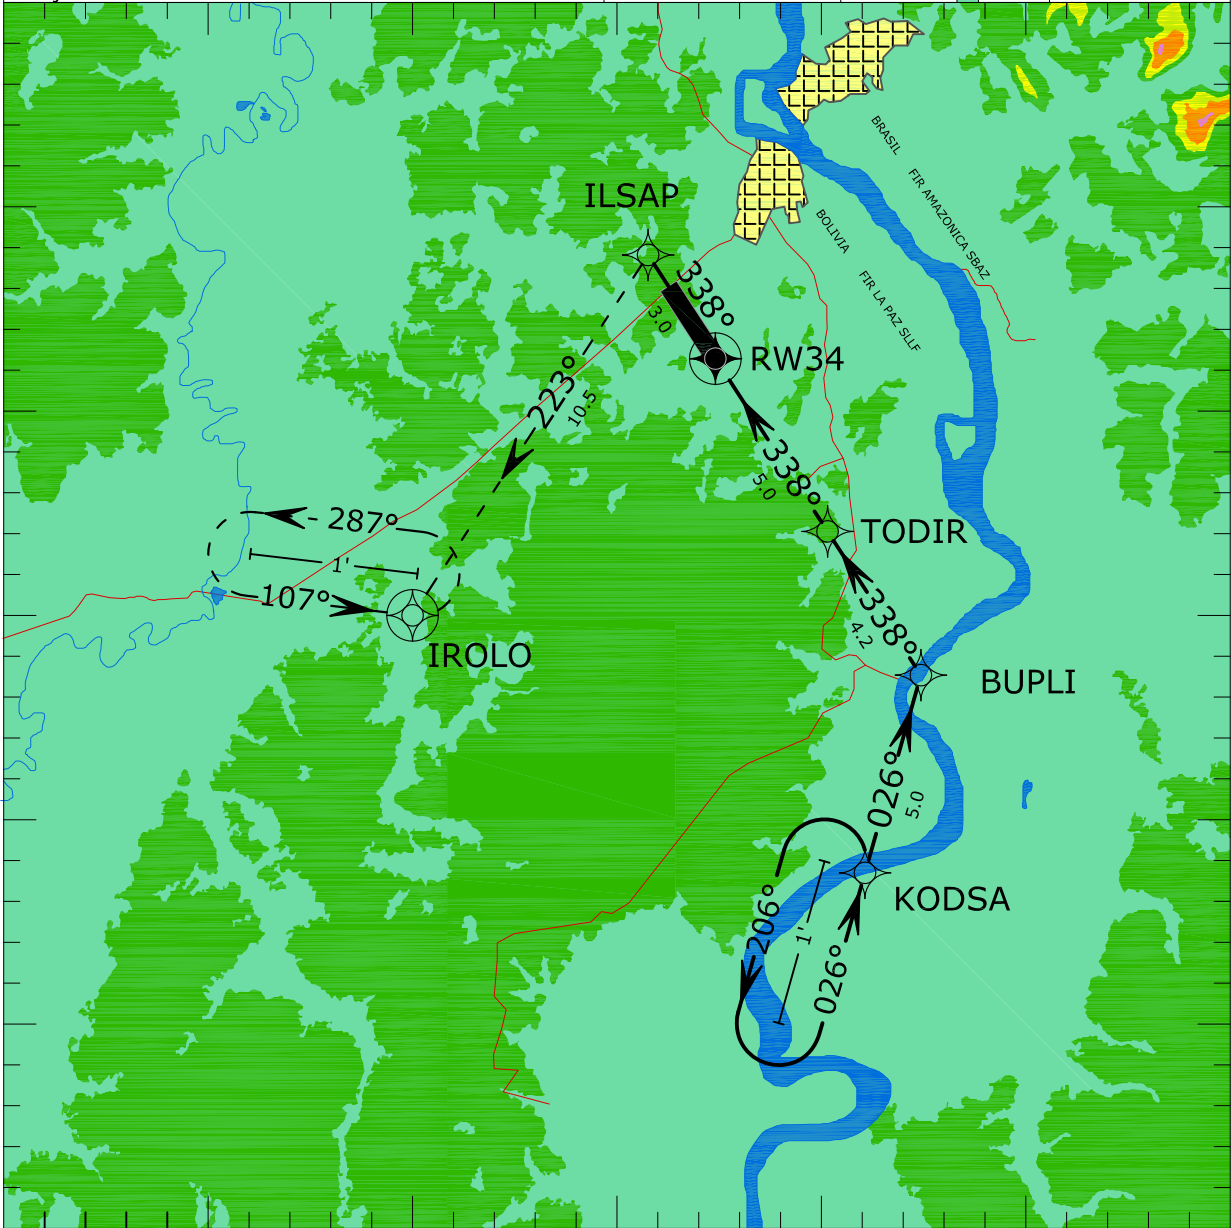 BRASIL
FIR AMAZONICA SBAZ
BOLIVIA
FIR LA PAZ SLLF
ILSAP
338°
3.0
RW34
223°
10.5
338°
5.0
TODIR
287°
1'
107°
IROLO
338°
4.2
BUPLI
026°
5.0
KODSA
206°
1'
026°